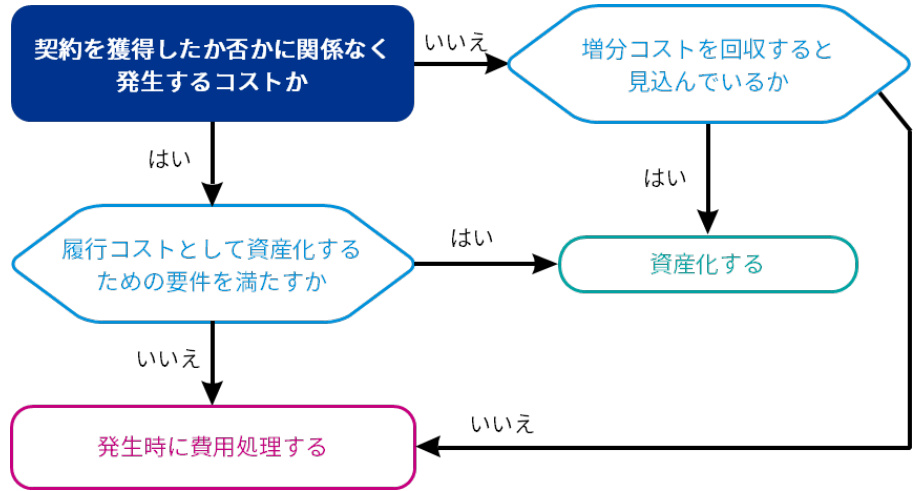 契約を獲得したか否かに関係なく
発生するコストか
いいえ
増分コストを回収すると
見込んでいるか
はい
はい
履行コストとして資産化する
ための要件を満たすか
はい
資産化する
いいえ
発生時に費用処理する
いいえ